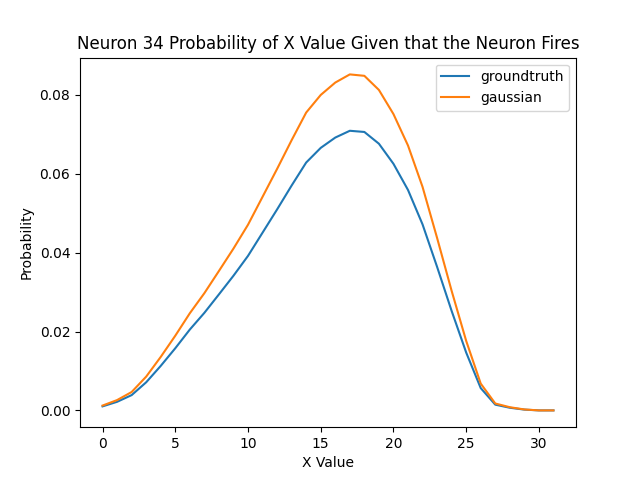 Neuron 34 Probability of X Value Given that the Neuron Fires
groundtruth
gaussian
Probability
0.08
0.06
0.04
0.02
0.00
0 5 10 15 20 25 30
X Value